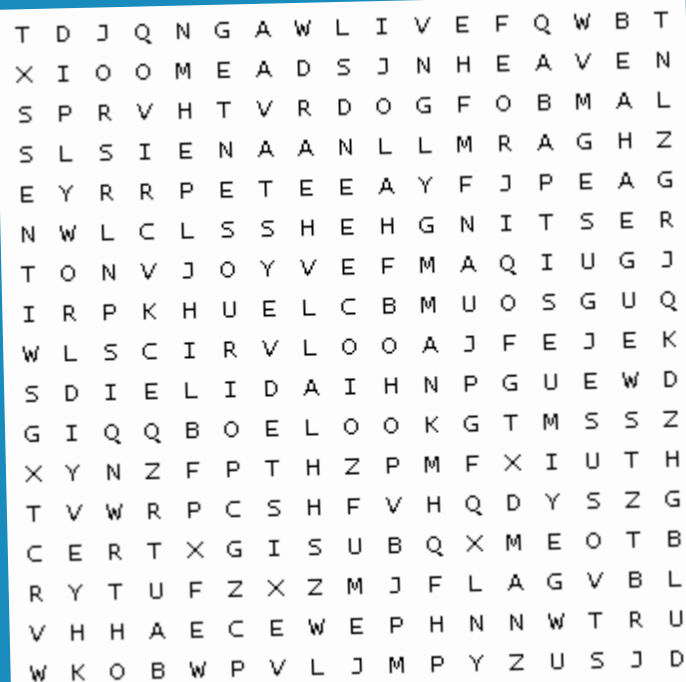 T D J Q N G A W L I V E F Q W B T
X I O O M E A D S J N H E A V E N
S P R V H T V R D O G F O B M A L
S L S I E N A A N L L M R A G H Z
E Y R R P E T E E A Y F J P E A G
N W L C L S S H E H G N I T S E R
T O N V J O Y V E F M A Q I U G J
I R P K H U E L C B M U O S G U Q
W L S C I R V L O O A J F E J E K
S D I E L I D A I H N P G U E W D
G I Q Q B O E L O O K G T M S S Z
X Y N Z F P T H Z P M F X I U T H
T V W R P C S H F V H Q D Y S Z G
C E R T X G I S U B Q X M E O T B
R Y T U F Z X Z M J F L A G V B L
V H H A E C E W E P H N N W T R U
W K O B W P V L J M P Y Z U S J D